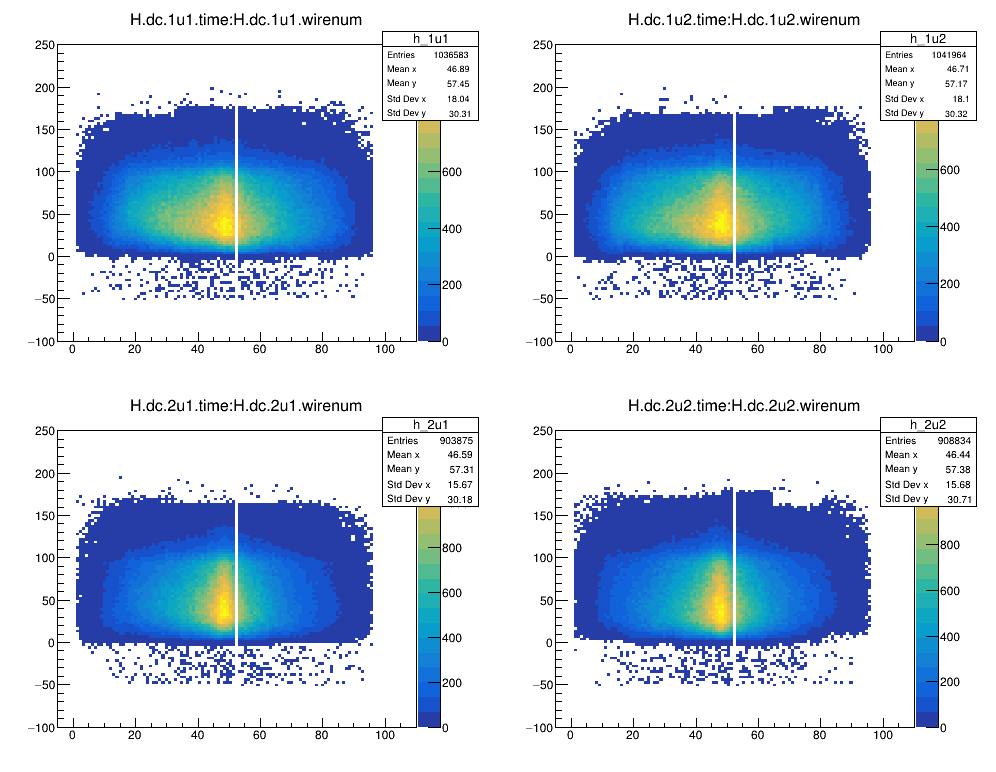 H.dc.1u1.time:H.dc.1u1.wirenum
h_1u1
Entries 1036583
Mean x 46.89
Mean y 57.45
Std Dev x 18.04
Std Dev y 30.31
250
200
150
100
50
0
−50
−100
0 20 40 60 80 100
600
400
200
0
H.dc.1u2.time:H.dc.1u2.wirenum
h_1u2
Entries 1041964
Mean x 46.71
Mean y 57.17
Std Dev x 18.1
Std Dev y 30.32
250
200
150
100
50
0
−50
−100
0 20 40 60 80 100
600
400
200
0
H.dc.2u1.time:H.dc.2u1.wirenum
h_2u1
Entries 903875
Mean x 46.59
Mean y 57.31
Std Dev x 15.67
Std Dev y 30.18
250
200
150
100
50
0
−50
−100
0 20 40 60 80 100
800
600
400
200
0
H.dc.2u2.time:H.dc.2u2.wirenum
h_2u2
Entries 908834
Mean x 46.44
Mean y 57.38
Std Dev x 15.68
Std Dev y 30.71
250
200
150
100
50
0
−50
−100
0 20 40 60 80 100
800
600
400
200
0